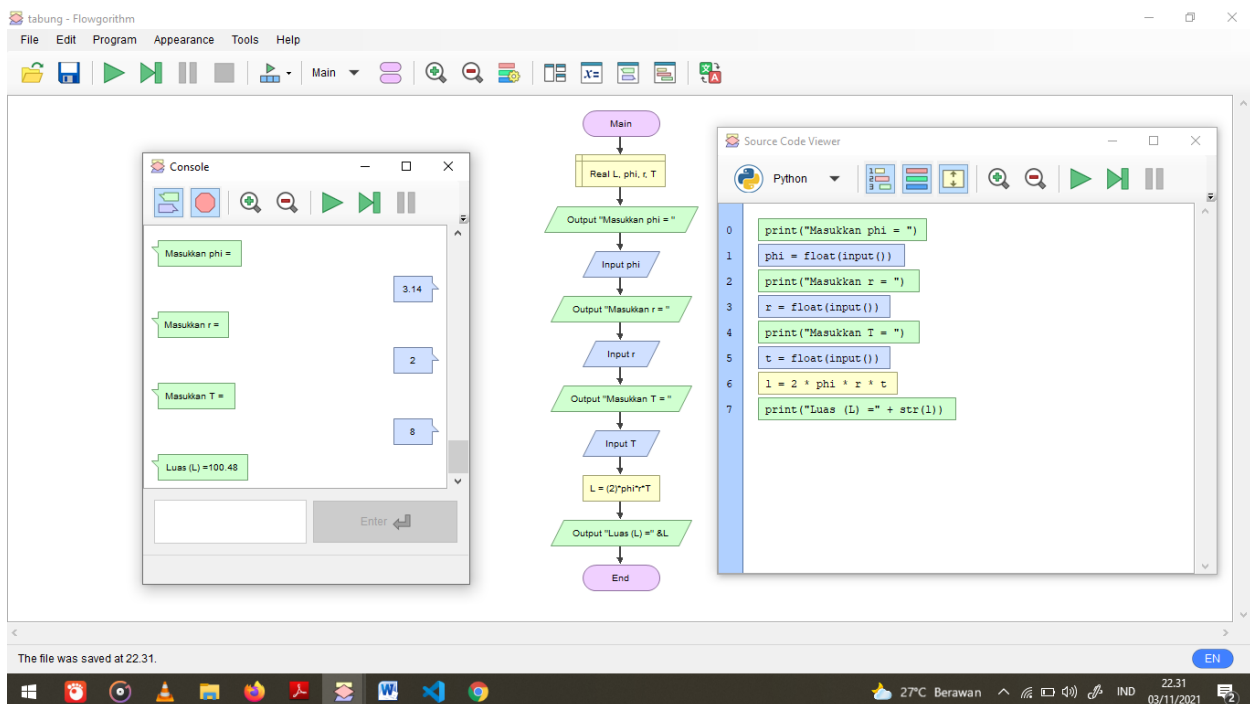 tabung - Flowgorithm
File Edit Program Appearance Tools Help
Main
Console
Masukkan phi =
3.14
Masukkan r =
2
Masukkan T =
8
Luas (L) =100.48
Enter
Main
Real L, phi, r, T
Output "Masukkan phi = "
Input phi
Output "Masukkan r = "
Input r
Output "Masukkan T = "
Input T
L = (2)*phi*r*T
Output "Luas (L) =" &L
End
Source Code Viewer
Python
0 print("Masukkan phi = ")
1 phi = float(input())
2 print("Masukkan r = ")
3 r = float(input())
4 print("Masukkan T = ")
5 t = float(input())
6 l = 2 * phi * r * t
7 print("Luas (L) =" + str(l))
The file was saved at 22.31.
EN
27°C Berawan
IND
22.31
03/11/2021
2